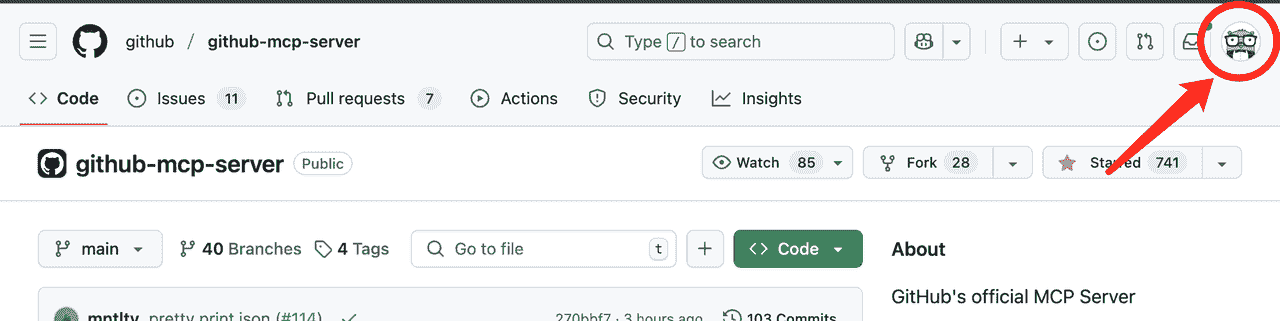 github / github-mcp-server Type / to search
Code Issues 11 Pull requests 7 Actions Security Insights
github-mcp-server Public Watch 85 Fork 28 Starred 741
main 40 Branches 4 Tags Go to file t Code About
GitHub's official MCP Server
mntlty pretty print json (#114) 270bbf7 · 3 hours ago 103 Commits